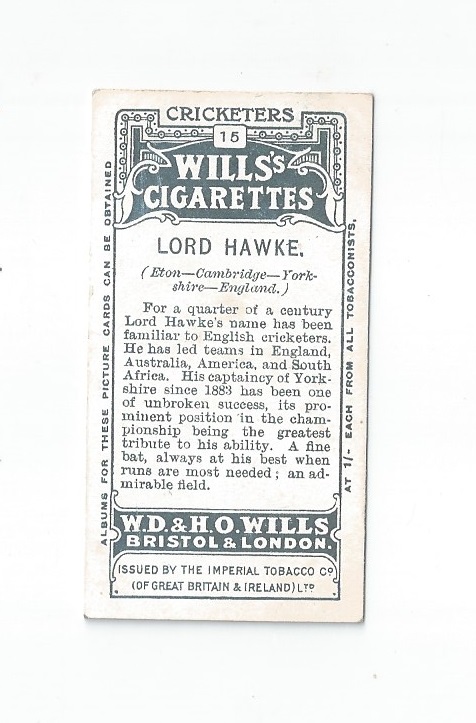 CRICKETERS
15
WILLS'S
CIGARETTES
LORD HAWKE.
(Eton—Cambridge—York-
shire—England.)
For a quarter of a century
Lord Hawke's name has been
familiar to English cricketers.
He has led teams in England,
Australia, America, and South
Africa. His captaincy of York-
shire since 1883 has been one
of unbroken success, its pro-
minent position in the cham-
pionship being the greatest
tribute to his ability. A fine
bat, always at his best when
runs are most needed; an ad-
mirable field.
W.D. & H.O. WILLS
BRISTOL & LONDON.
ISSUED BY THE IMPERIAL TOBACCO Co
(OF GREAT BRITAIN & IRELAND) LTD
ALBUMS FOR THESE PICTURE CARDS CAN BE OBTAINED
AT 1/- EACH FROM ALL TOBACCONISTS,